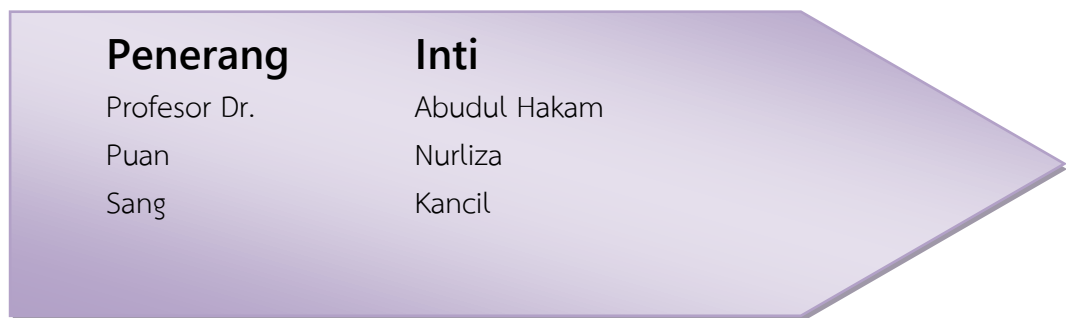 Penerang Inti
Profesor Dr. Abudul Hakam
Puan Nurliza
Sang Kancil